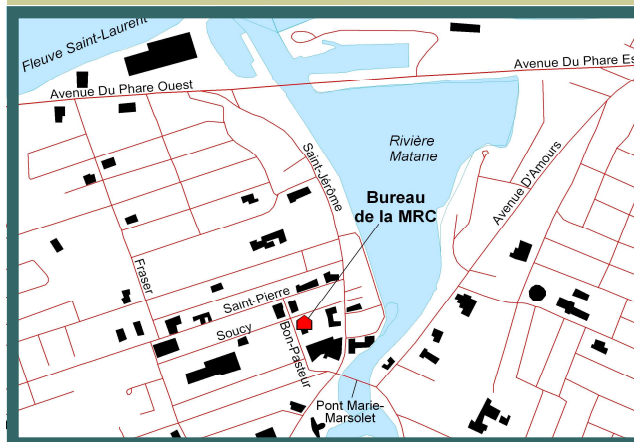 Fleuve Saint-Laurent
Avenue Du Phare Ouest
Avenue Du Phare Es
Rivière
Matane
Saint-Jérôme
Avenue D'Amours
Bureau
de la MRC
Fraser
Saint-Pierre
Soucy
Bon-Pasteur
Pont Marie-
Marsolet